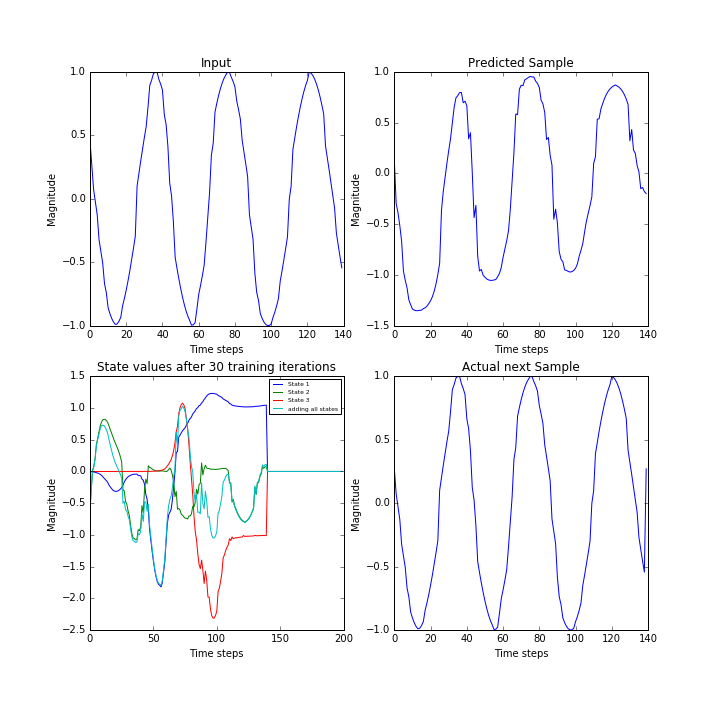 Input
Magnitude
1.0
0.5
0.0
−0.5
−1.0
0 20 40 60 80 100 120 140
Time steps
Predicted Sample
Magnitude
1.0
0.5
0.0
−0.5
−1.0
−1.5
0 20 40 60 80 100 120 140
Time steps
State values after 30 training iterations
Magnitude
1.5
1.0
0.5
0.0
−0.5
−1.0
−1.5
−2.0
−2.5
State 1
State 2
State 3
adding all states
0 50 100 150 200
Time steps
Actual next Sample
Magnitude
1.0
0.5
0.0
−0.5
−1.0
0 20 40 60 80 100 120 140
Time steps